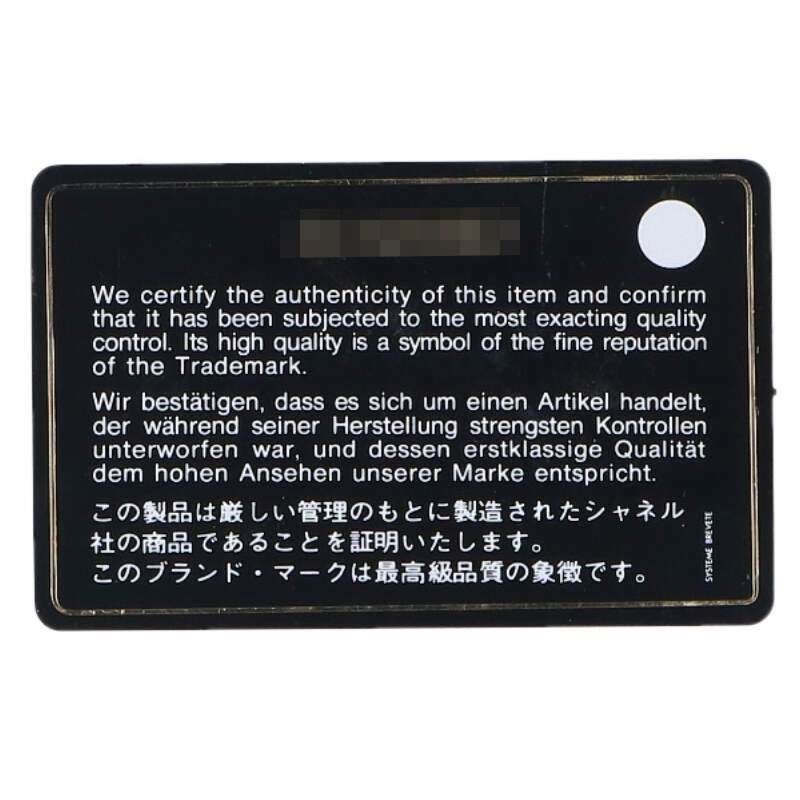 We certify the authenticity of this item and confirm
that it has been subjected to the most exacting quality
control. Its high quality is a symbol of the fine reputation
of the Trademark.
Wir bestätigen, dass es sich um einen Artikel handelt,
der während seiner Herstellung strengsten Kontrollen
unterworfen war, und dessen erstklassige Qualität
dem hohen Ansehen unserer Marke entspricht.
この製品は厳しい管理のもとに製造されたシャネル
社の商品であることを証明いたします。
このブランド・マークは最高級品質の象徴です。
SYSTEME BREVETE